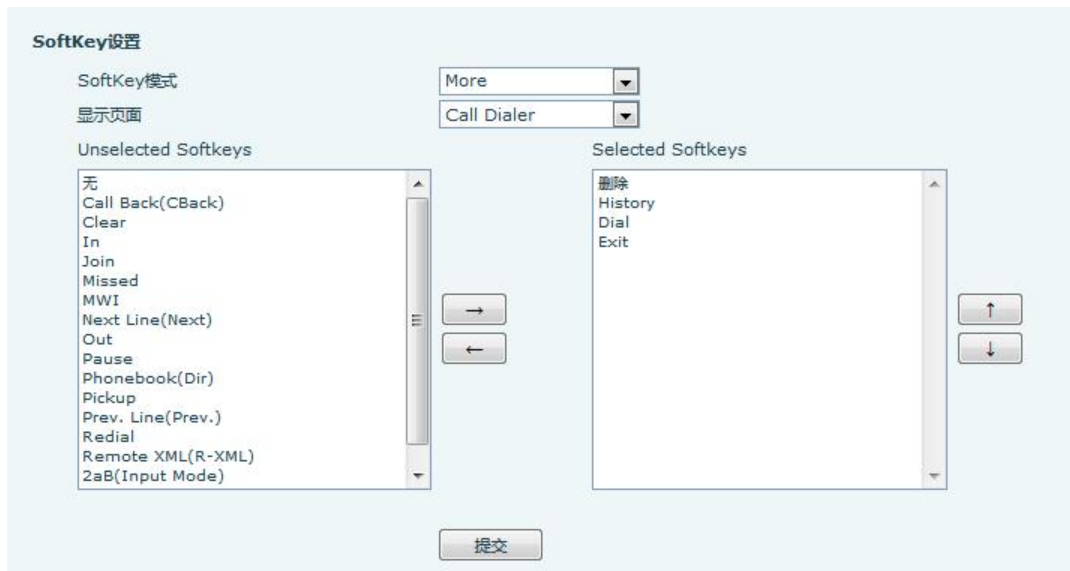 SoftKey设置
SoftKey模式 More
显示页面 Call Dialer
Unselected Softkeys Selected Softkeys
无
Call Back(CBack)
Clear
In
Join
Missed
MWI
Next Line(Next)
Out
Pause
Phonebook(Dir)
Pickup
Prev. Line(Prev.)
Redial
Remote XML(R-XML)
2aB(Input Mode)
→
←
删除
History
Dial
Exit
↑
↓
提交